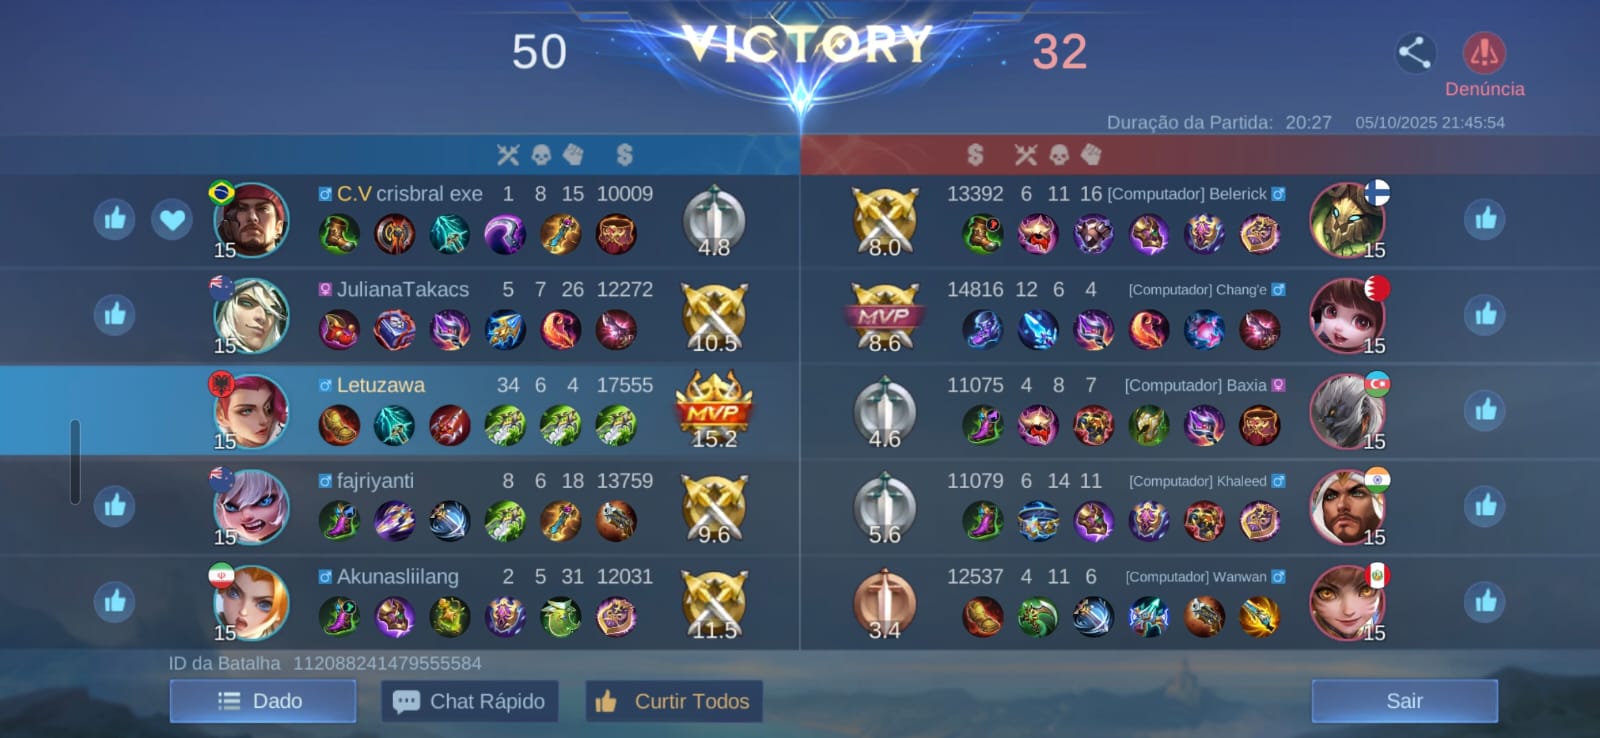 50 VICTORY 32
Denúncia
Duração da Partida: 20:27 05/10/2025 21:45:54
C.V crisbral exe 1 8 15 10009
15 4.8
13392 6 11 16 [Computador] Belerick
8.0 15
JulianaTakacs 5 7 26 12272
15 10.5
14816 12 6 4 [Computador] Chang'e
MVP
8.6 15
Letuzawa 34 6 4 17555
MVP
15 15.2
11075 4 8 7 [Computador] Baxia
4.6 15
fajriyanti 8 6 18 13759
15 9.6
11079 6 14 11 [Computador] Khaleed
5.6 15
Akunasliilang 2 5 31 12031
15 11.5
12537 4 11 6 [Computador] Wanwan
3.4 15
ID da Batalha 112088241479555584
Dado Chat Rápido Curtir Todos Sair